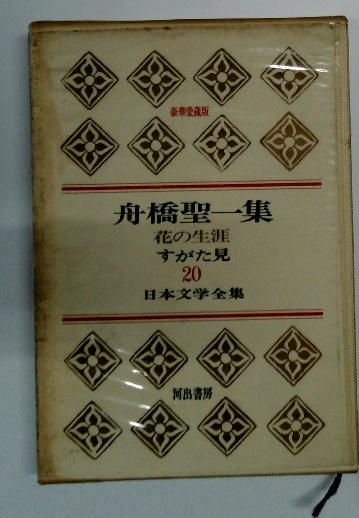 豪華愛蔵版
舟橋聖一集
花の生涯
すがた見
20
日本文学全集
河出書房